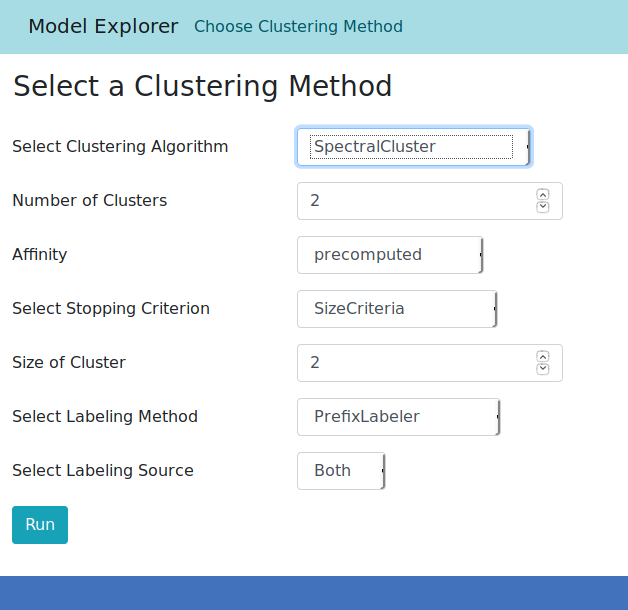 Model Explorer Choose Clustering Method
Select a Clustering Method
Select Clustering Algorithm SpectralCluster
Number of Clusters 2
Affinity precomputed
Select Stopping Criterion SizeCriteria
Size of Cluster 2
Select Labeling Method PrefixLabeler
Select Labeling Source Both
Run